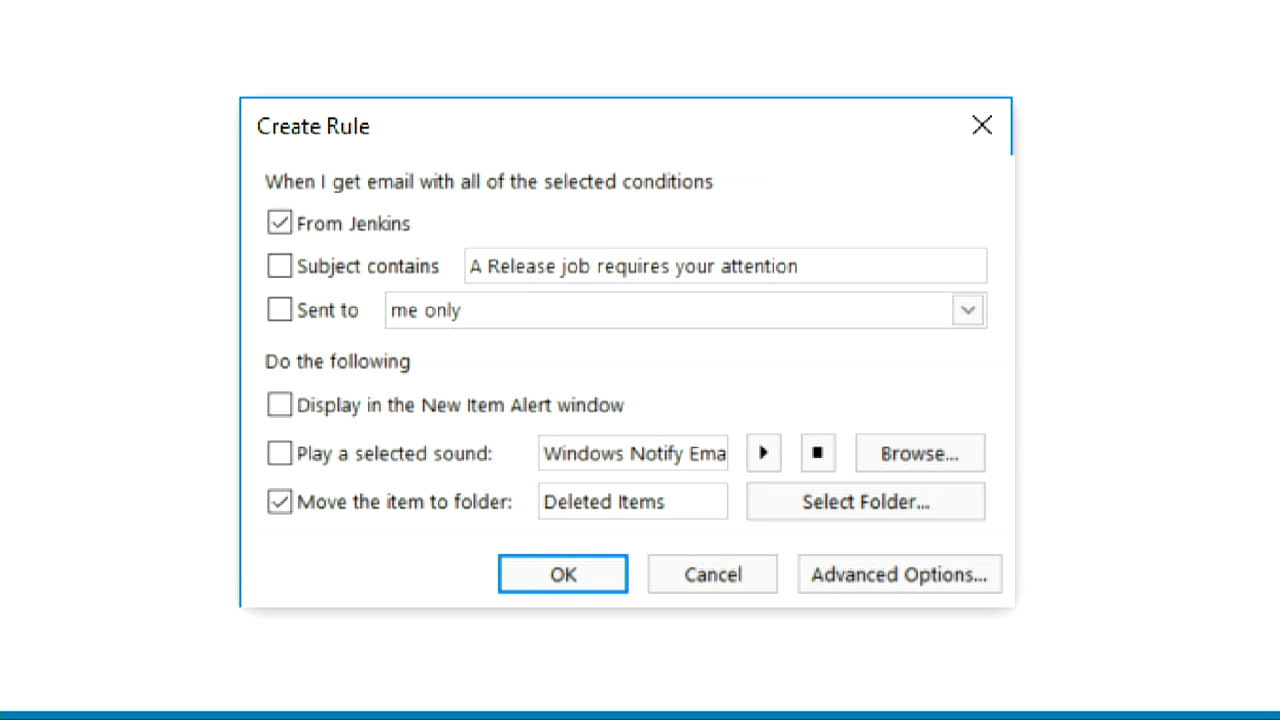 Create Rule
When I get email with all of the selected conditions
From Jenkins
Subject contains A Release job requires your attention
Sent to me only
Do the following
Display in the New Item Alert window
Play a selected sound: Windows Notify Ema Browse...
Move the item to folder: Deleted Items Select Folder...
OK Cancel Advanced Options...